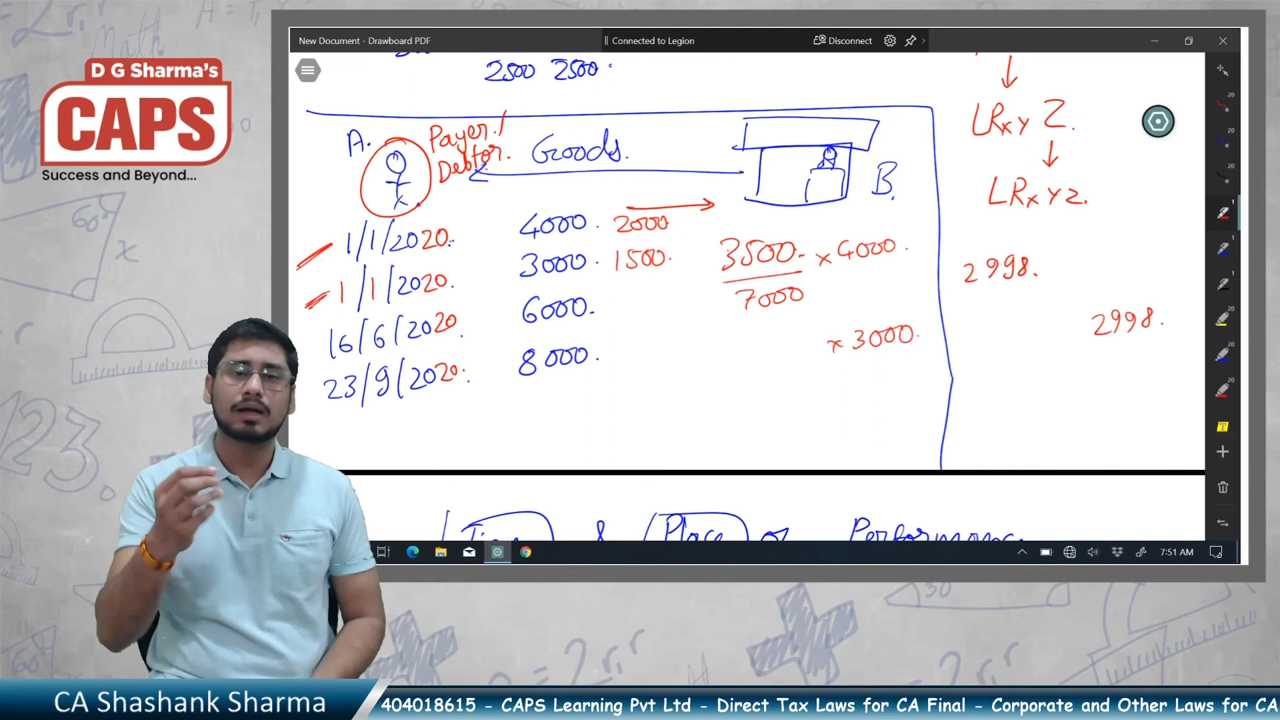 D G SHARMA's
CAPS
Success and Beyond...
New Document - Drawboard PDF
Connected to Legion
Disconnect
2500 2500
A.
Payer /
Debtor.
Goods.
B.
1/1/2020. 4000. 2000
1/1/2020. 3000. 1500.
16/6/2020 6000.
23/9/2020. 8000.
3500 x 4000.
7000
x 3000.
LRxy Z.
LRxyz.
2998.
2998.
& Place of Performance
7:51 AM
CA Shashank Sharma
404018615 - CAPS Learning Pvt Ltd - Direct Tax Laws for CA Final - Corporate and Other Laws for CA